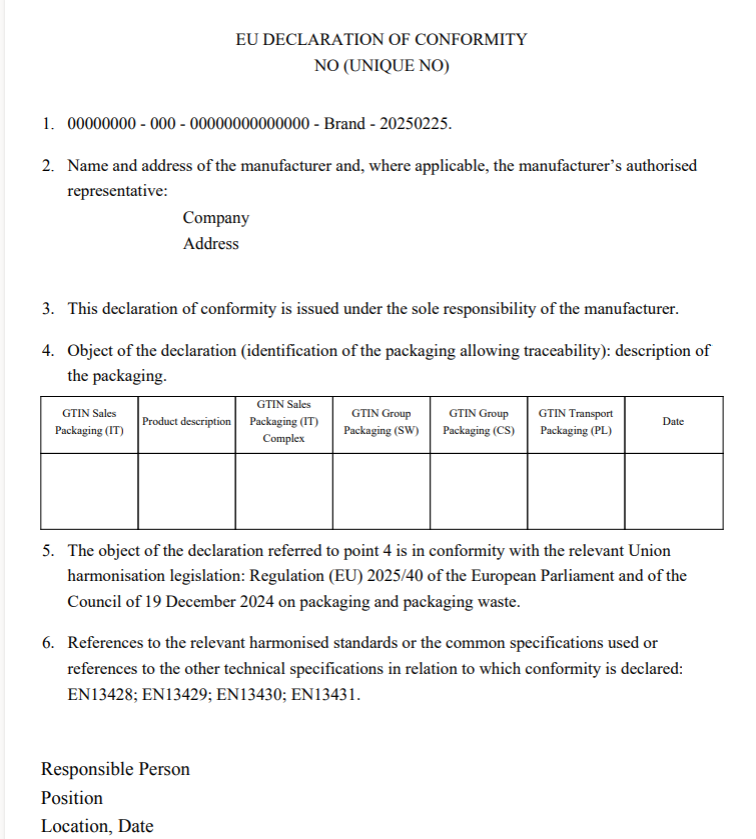 EU DECLARATION OF CONFORMITY
NO (UNIQUE NO)
1. 00000000 - 000 - 00000000000000 - Brand - 20250225.
2. Name and address of the manufacturer and, where applicable, the manufacturer’s authorised
representative:
Company
Address
3. This declaration of conformity is issued under the sole responsibility of the manufacturer.
4. Object of the declaration (identification of the packaging allowing traceability): description of
the packaging.
GTIN Sales
Packaging (IT)
Product description
GTIN Sales
Packaging (IT)
Complex
GTIN Group
Packaging (SW)
GTIN Group
Packaging (CS)
GTIN Transport
Packaging (PL)
Date
5. The object of the declaration referred to point 4 is in conformity with the relevant Union
harmonisation legislation: Regulation (EU) 2025/40 of the European Parliament and of the
Council of 19 December 2024 on packaging and packaging waste.
6. References to the relevant harmonised standards or the common specifications used or
references to the other technical specifications in relation to which conformity is declared:
EN13428; EN13429; EN13430; EN13431.
Responsible Person
Position
Location, Date